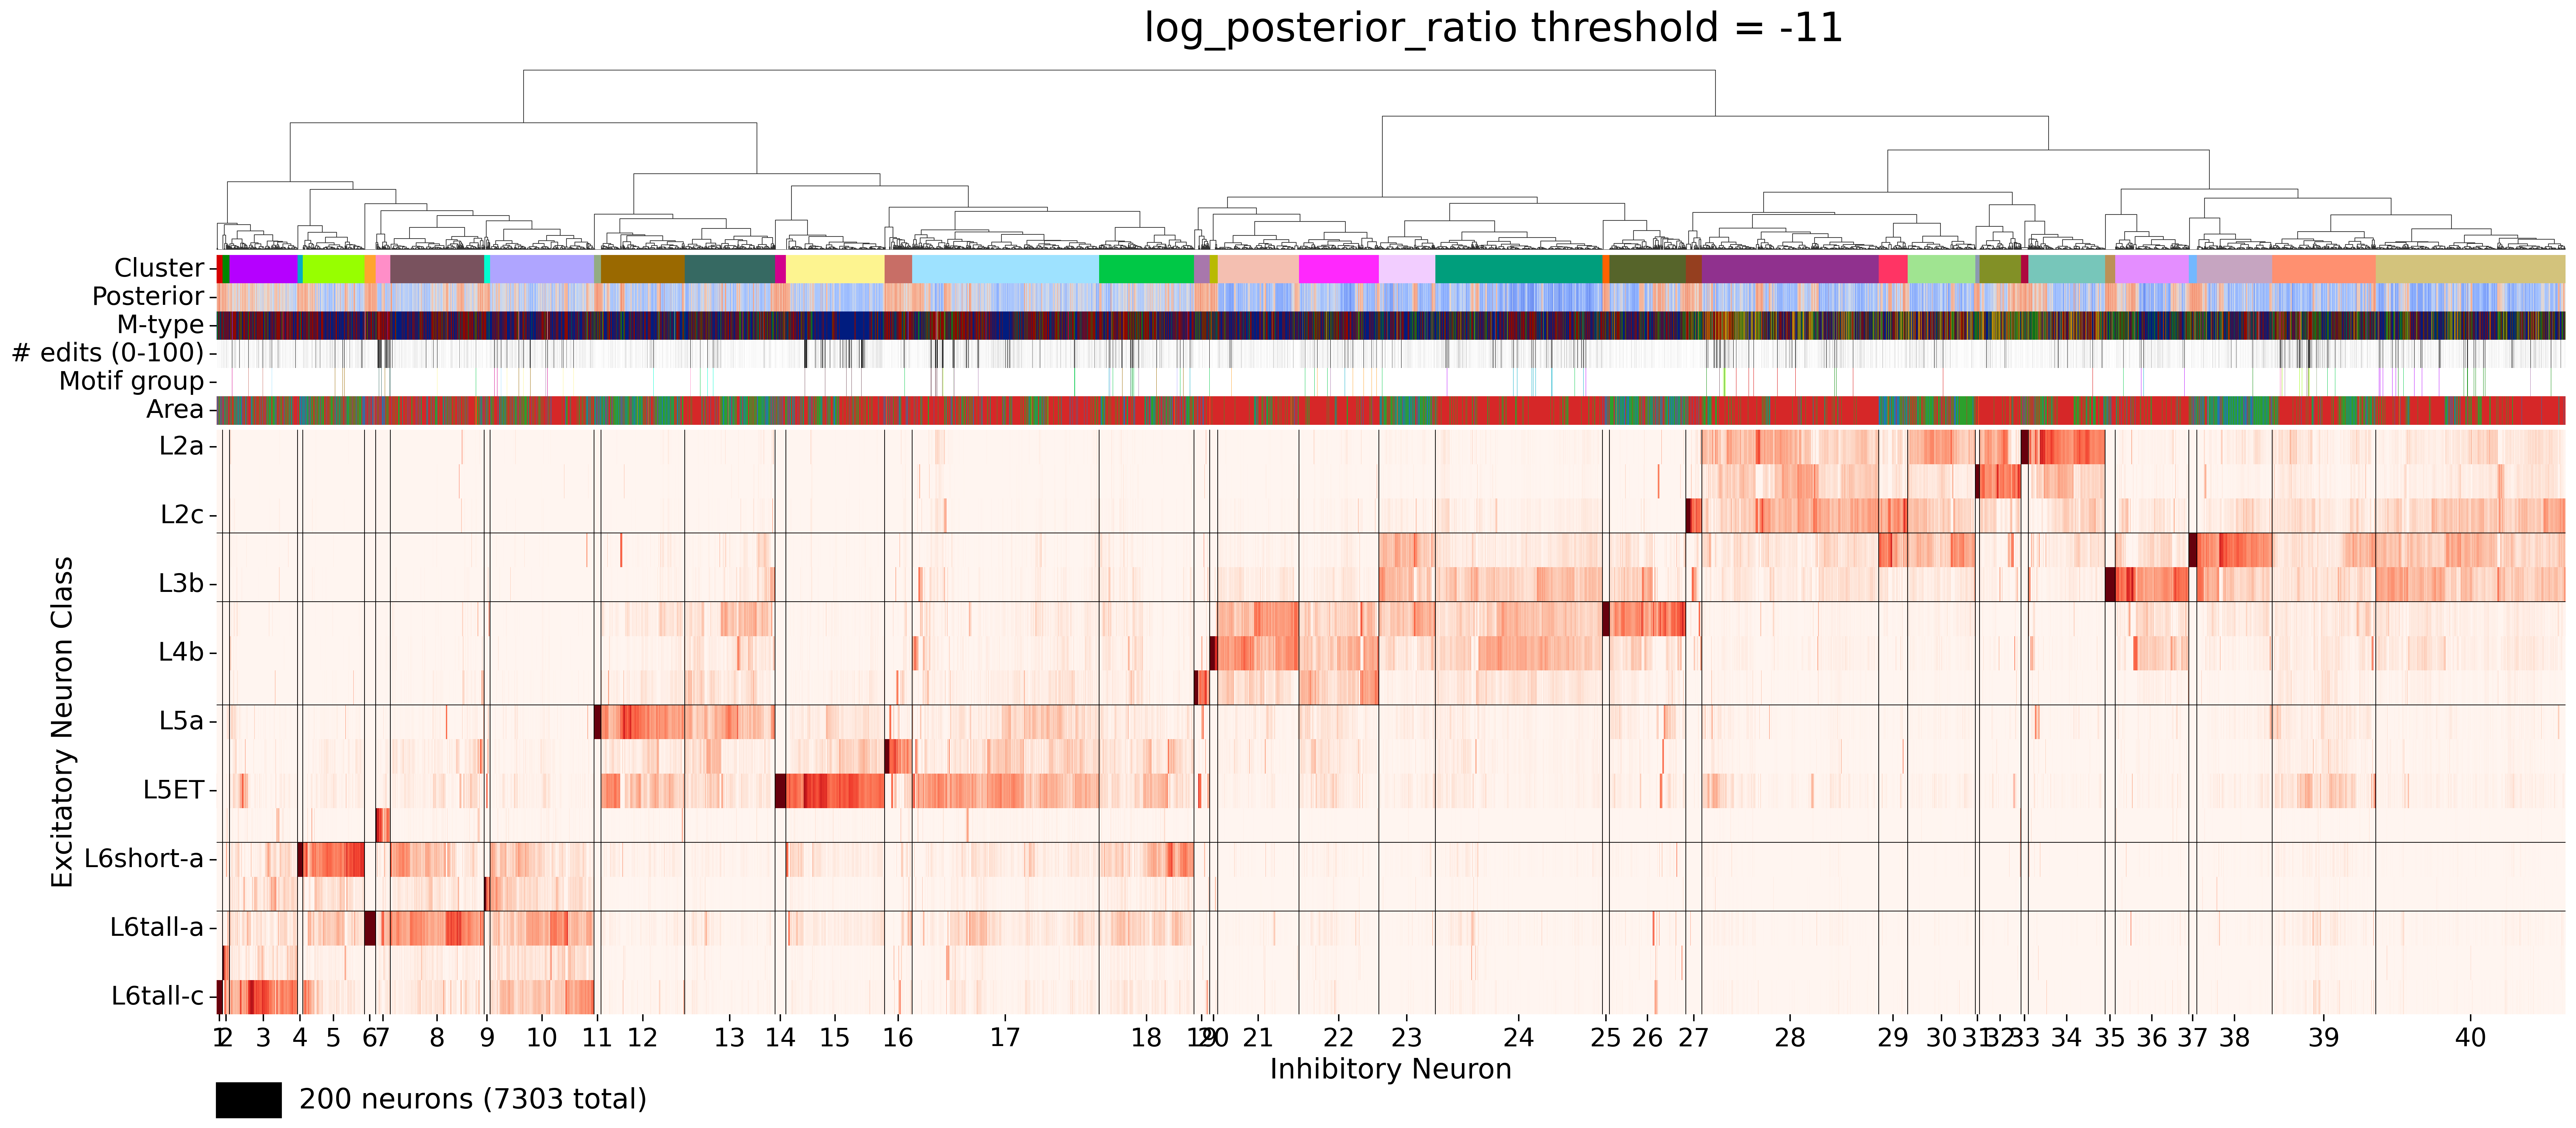 log_posterior_ratio threshold = -11
Cluster
Posterior
M-type
# edits (0-100)
Motif group
Area
L2a
L2c
L3b
L4b
L5a
L5ET
L6short-a
L6tall-a
L6tall-c
Excitatory Neuron Class
1 2 3 4 5 6 7 8 9 10 11 12 13 14 15 16 17 18 19 20 21 22 23 24 25 26 27 28 29 30 31 32 33 34 35 36 37 38 39 40
Inhibitory Neuron
200 neurons (7303 total)